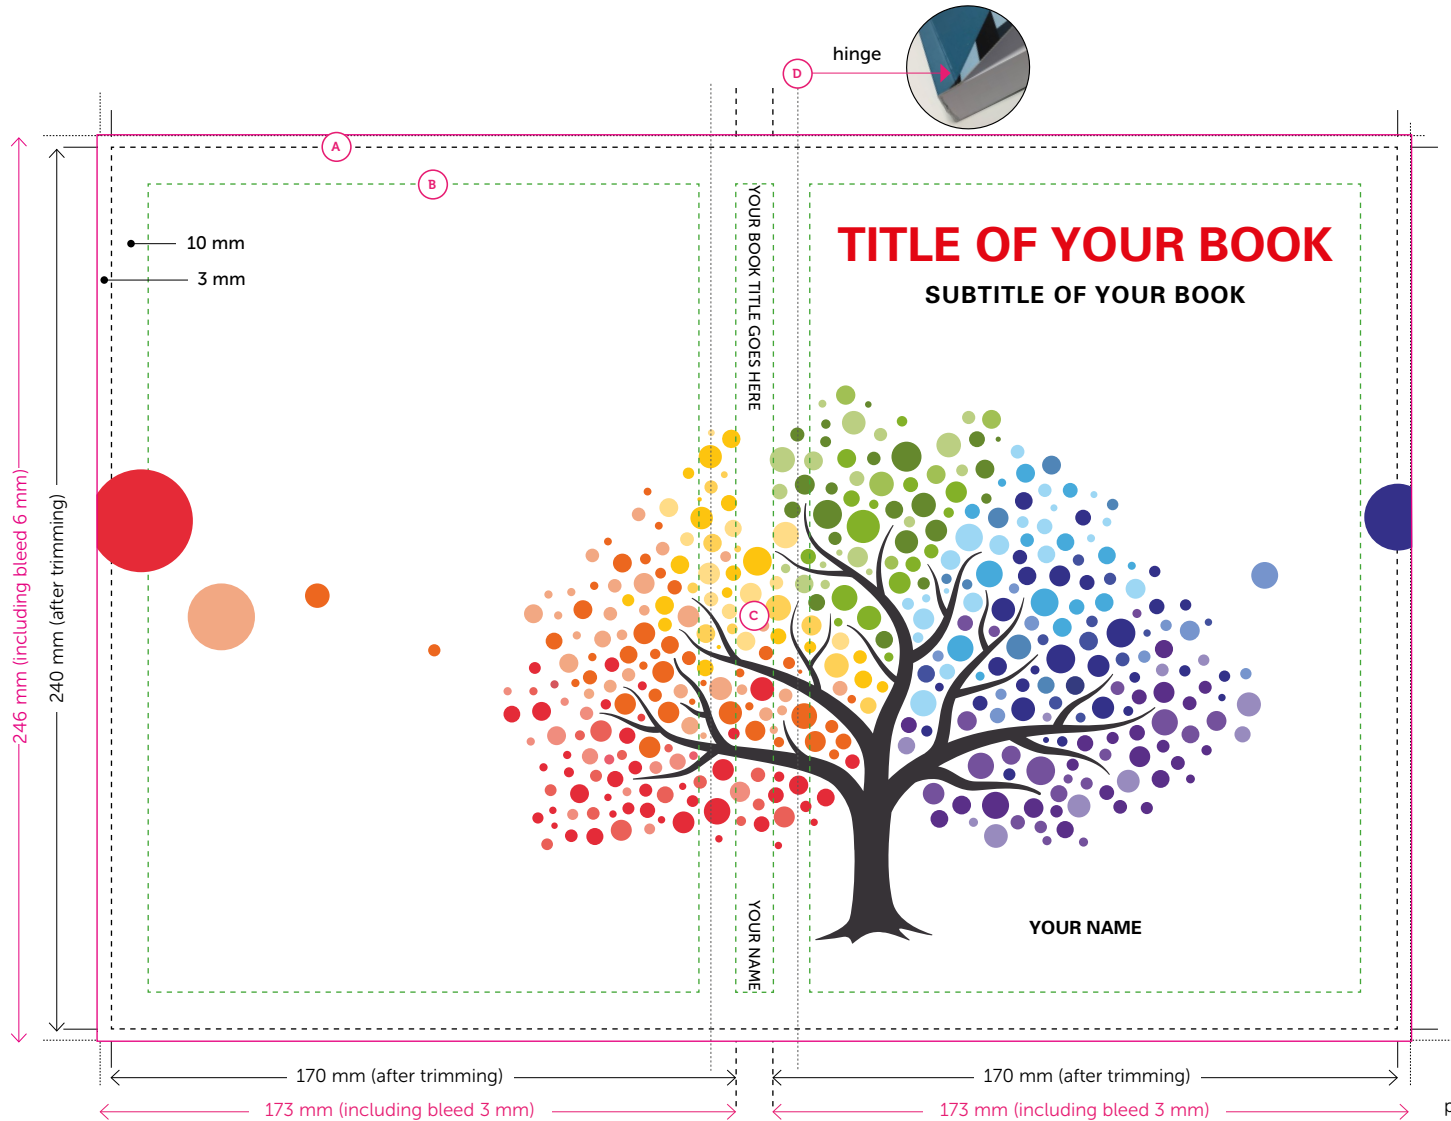 hinge
D
A
B
10 mm
3 mm
246 mm (including bleed 6 mm)
240 mm (after trimming)
YOUR BOOK TITLE GOES HERE
YOUR NAME
C
TITLE OF YOUR BOOK
SUBTITLE OF YOUR BOOK
YOUR NAME
170 mm (after trimming)
170 mm (after trimming)
173 mm (including bleed 3 mm)
173 mm (including bleed 3 mm)